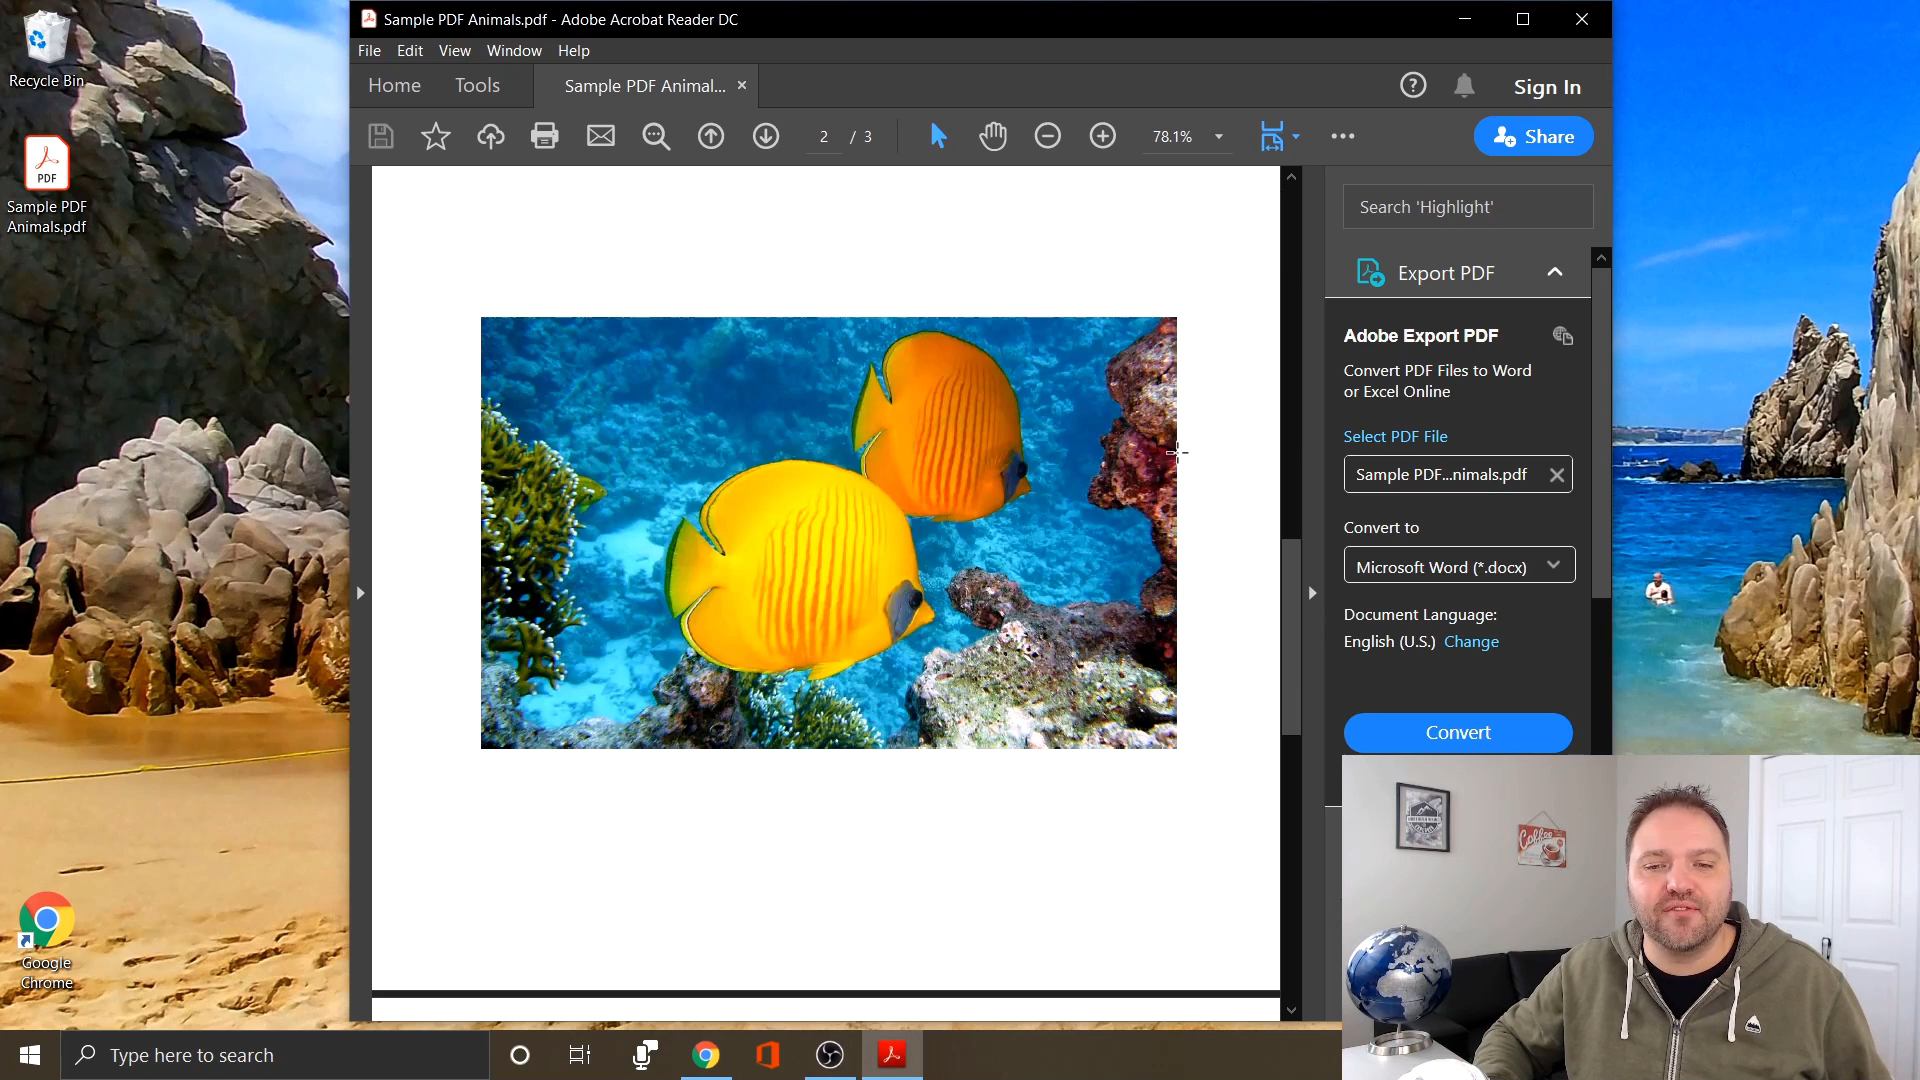 Recycle Bin
PDF
Sample PDF
Animals.pdf
Google
Chrome
Sample PDF Animals.pdf - Adobe Acrobat Reader DC
File Edit View Window Help
Home Tools Sample PDF Animal... ×
? Sign In
2 / 3 78.1% Share
Search 'Highlight'
Export PDF
Adobe Export PDF
Convert PDF Files to Word
or Excel Online
Select PDF File
Sample PDF...nimals.pdf
Convert to
Microsoft Word (*.docx)
Document Language:
English (U.S.) Change
Convert
Coffee
Type here to search